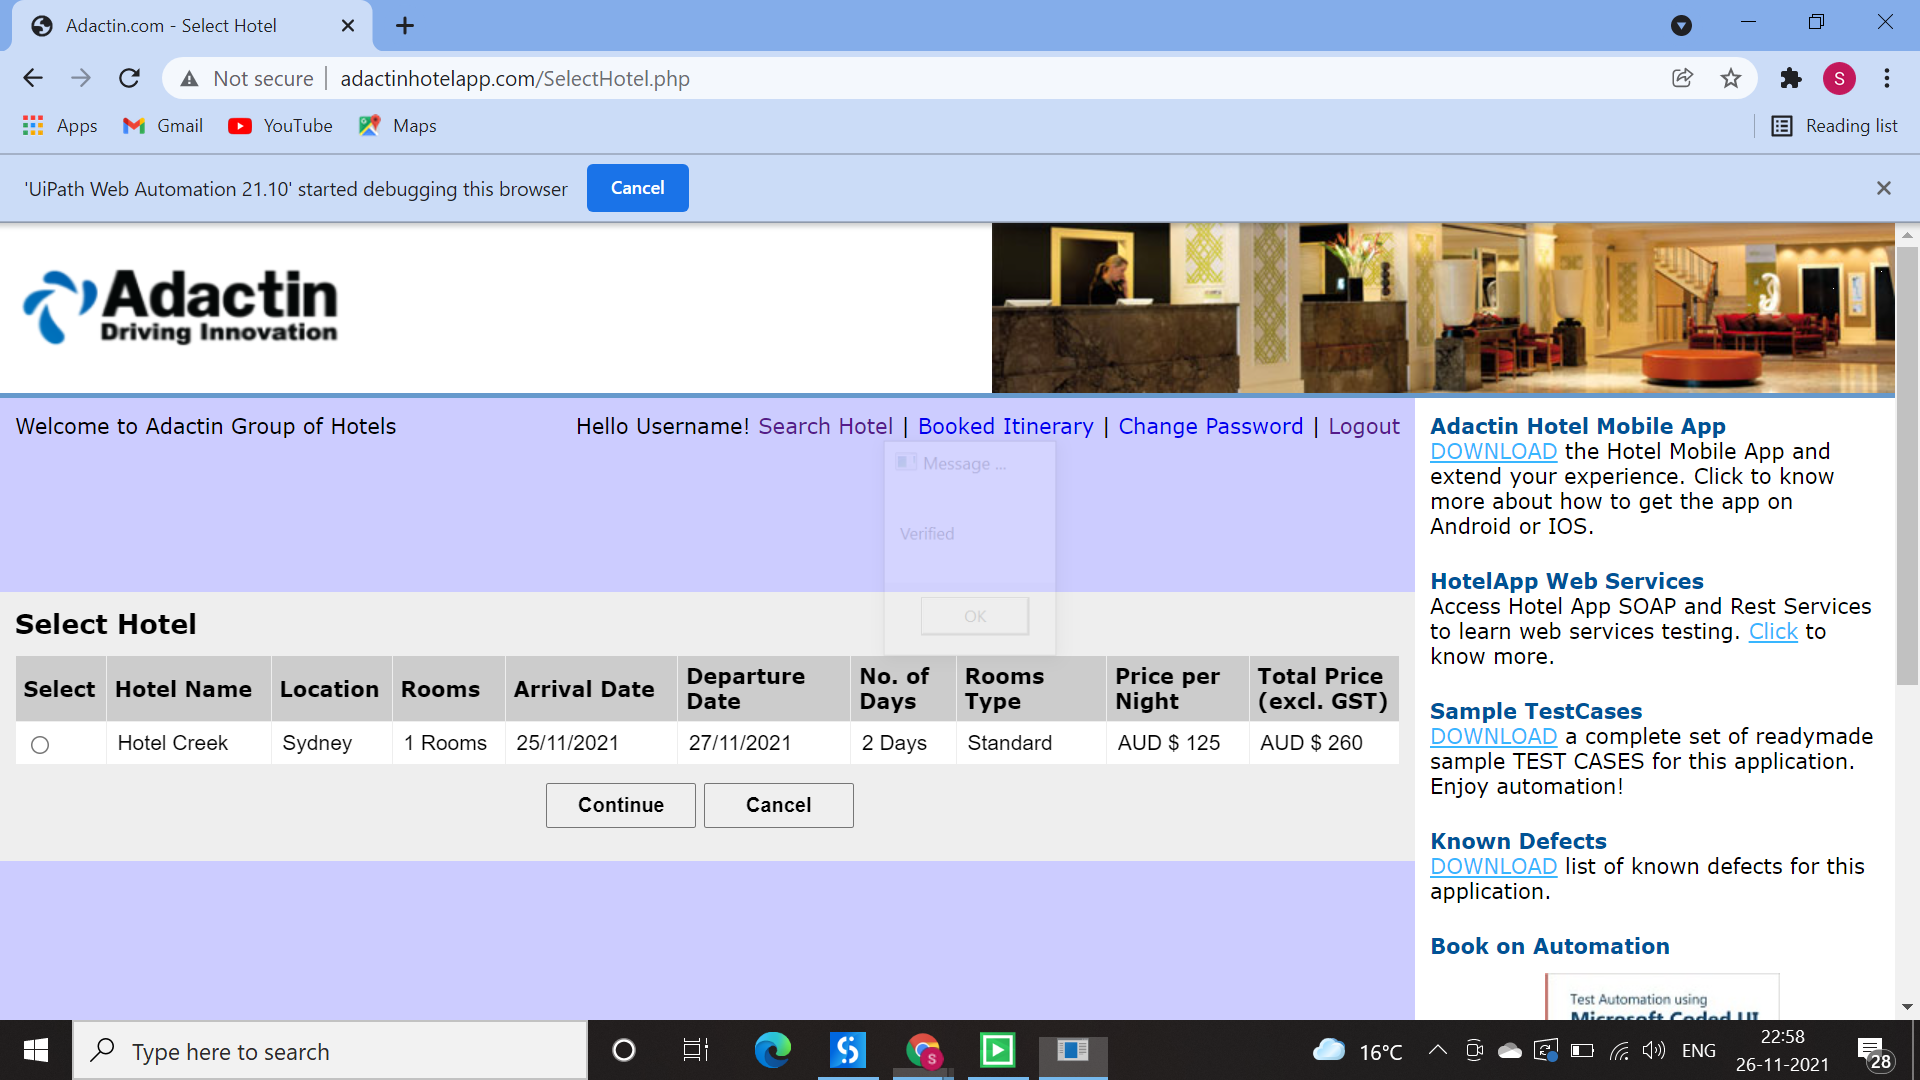 Adactin.com - Select Hotel
Not secure
adactinhotelapp.com/SelectHotel.php
S
Apps
Gmail
YouTube
Maps
Reading list
'UiPath Web Automation 21.10' started debugging this browser
Cancel
Adactin
Driving Innovation
Welcome to Adactin Group of Hotels
Hello Username! Search Hotel | Booked Itinerary | Change Password | Logout
Message ...
Verified
OK
Select Hotel
Select Hotel Name Location Rooms Arrival Date Departure Date No. of Days Rooms Type Price per Night Total Price (excl. GST)
Hotel Creek Sydney 1 Rooms 25/11/2021 27/11/2021 2 Days Standard AUD $ 125 AUD $ 260
Continue
Cancel
Adactin Hotel Mobile App
DOWNLOAD the Hotel Mobile App and
extend your experience. Click to know
more about how to get the app on
Android or IOS.
HotelApp Web Services
Access Hotel App SOAP and Rest Services
to learn web services testing. Click to
know more.
Sample TestCases
DOWNLOAD a complete set of readymade
sample TEST CASES for this application.
Enjoy automation!
Known Defects
DOWNLOAD list of known defects for this
application.
Book on Automation
Test Automation using
Microsoft Coded UI
Type here to search
S
16°C
ENG
22:58
26-11-2021
28